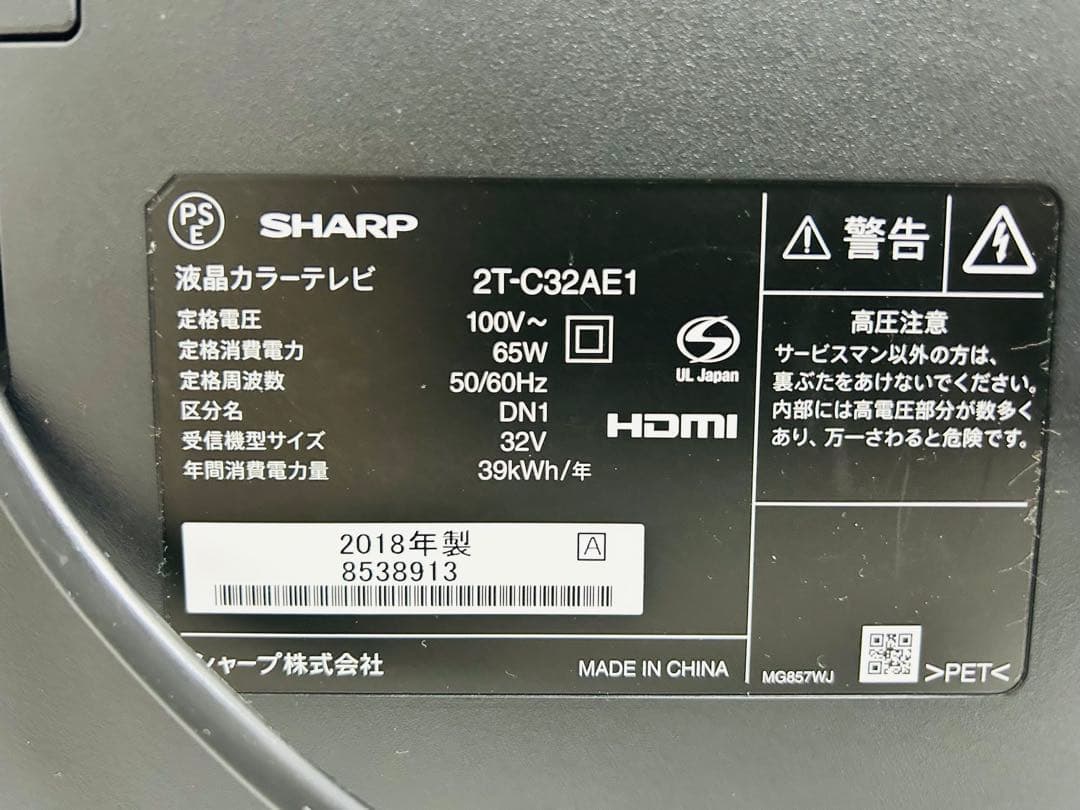 PS
E
SHARP
液晶カラーテレビ 2T-C32AE1
定格電圧 100V~
定格消費電力 65W
定格周波数 50/60Hz
区分名 DN1
受信機型サイズ 32V
年間消費電力量 39kWh/年
S
UL Japan
HDMI
2018年製 A
8538913
シャープ株式会社 MADE IN CHINA
警告
高圧注意
サービスマン以外の方は、
裏ぶたをあけないでください。
内部には高電圧部分が数多く
あり、万一さわると危険です。
MG857WJ
>PET<